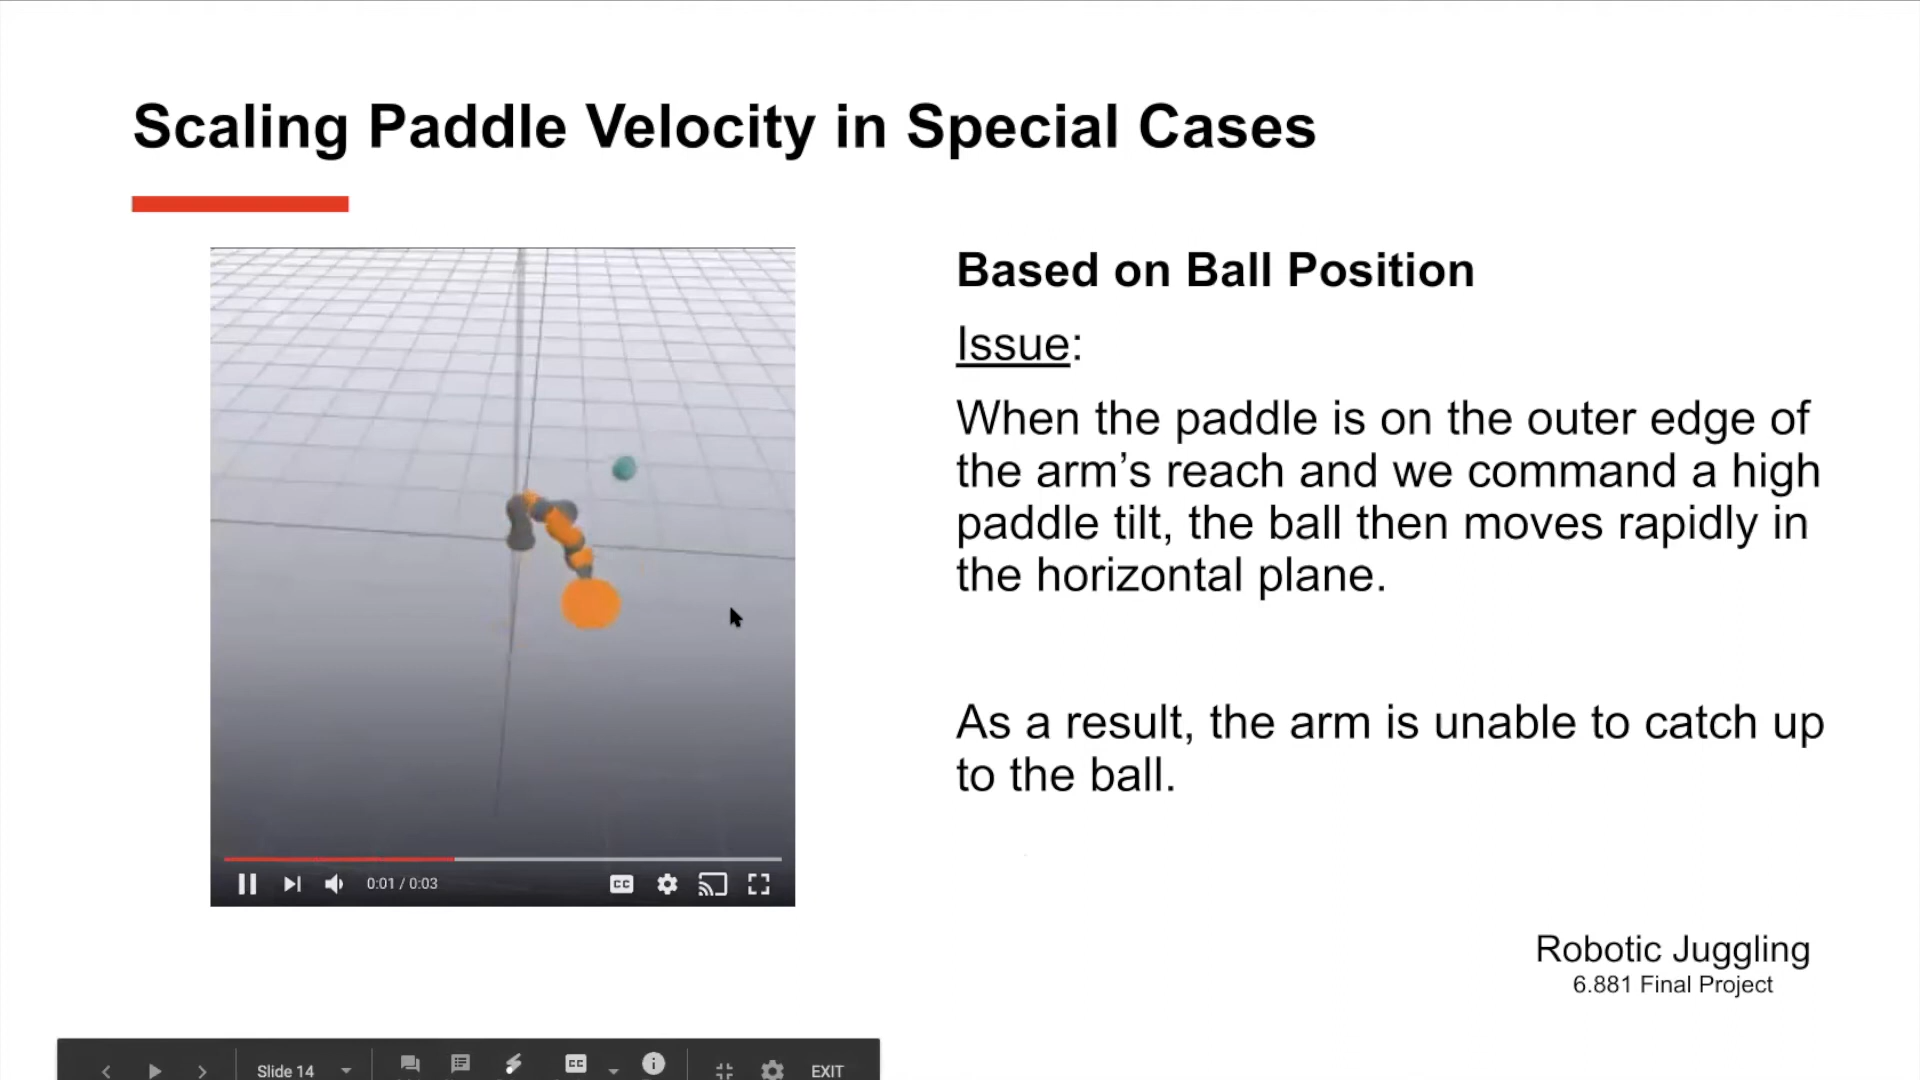 Scaling Paddle Velocity in Special Cases
Based on Ball Position
Issue:
When the paddle is on the outer edge of
the arm’s reach and we command a high
paddle tilt, the ball then moves rapidly in
the horizontal plane.
As a result, the arm is unable to catch up
to the ball.
0:01 / 0:03
CC
Robotic Juggling
6.881 Final Project
Slide 14
CC
EXIT